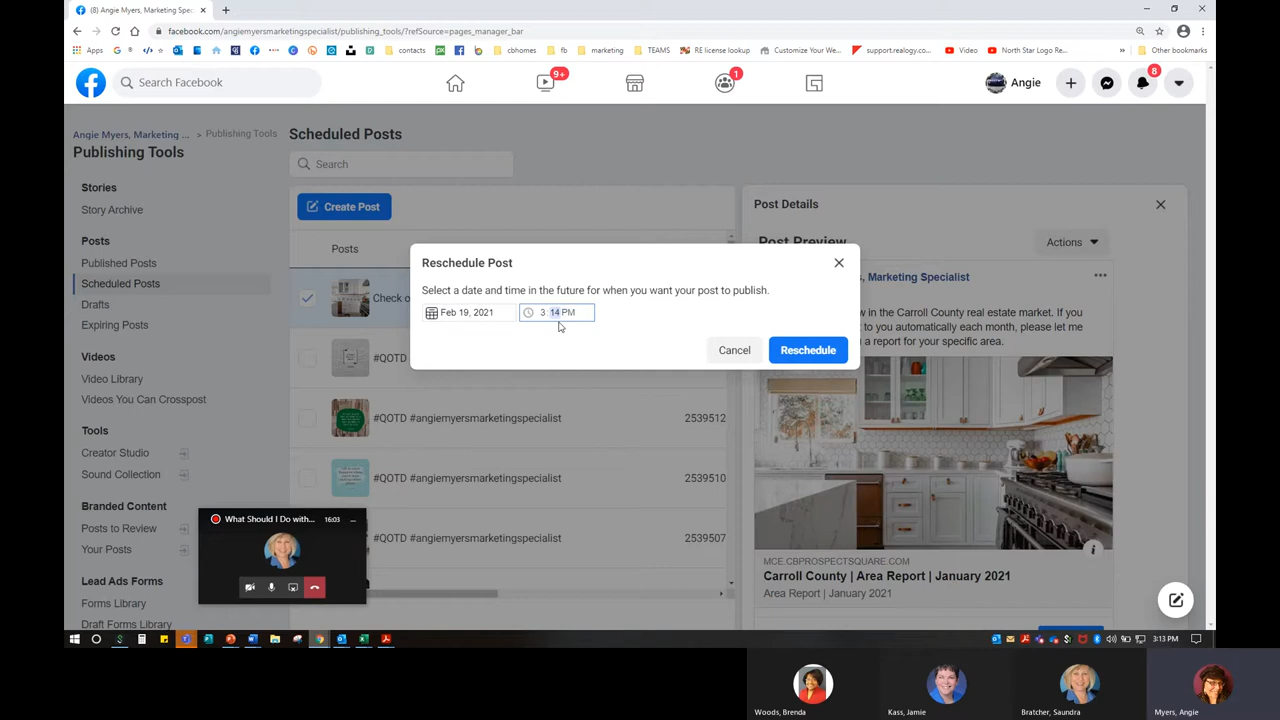 (8) Angie Myers, Marketing Spe
facebook.com/angiemyersmarketingspecialist/publishing_tools/?refSource=pages_manager_bar
Apps
contacts
cbhomes
fb
marketing
TEAMS
RE license lookup
Customize Your We...
support.realogy.co...
Video
North Star Logo Re...
Other bookmarks
Search Facebook
9+
1
Angie
8
Angie Myers, Marketing ... > Publishing Tools
Publishing Tools
Stories
Story Archive
Posts
Published Posts
Scheduled Posts
Drafts
Expiring Posts
Videos
Video Library
Videos You Can Crosspost
Tools
Creator Studio
Sound Collection
Branded Content
Posts to Review
Your Posts
Lead Ads Forms
Forms Library
Draft Forms Library
Scheduled Posts
Search
Create Post
Posts
Check o
#QOTD
#QOTD #angiemyersmarketingspecialist 2539512
#QOTD #angiemyersmarketingspecialist 2539510
#QOTD #angiemyersmarketingspecialist 2539507
Reschedule Post
Select a date and time in the future for when you want your post to publish.
Feb 19, 2021
3 : 14 PM
Cancel
Reschedule
Post Details
Post Preview
Actions
, Marketing Specialist
w in the Carroll County real estate market. If
t to you automatically each month, please let me
a report for your specific area.
MCE.CBPROSPECTSQUARE.COM
Carroll County | Area Report | January 2021
Area Report | January 2021
What Should I Do with... 16:03
3:13 PM
Woods, Brenda
Kass, Jamie
Bratcher, Saundra
Myers, Angie